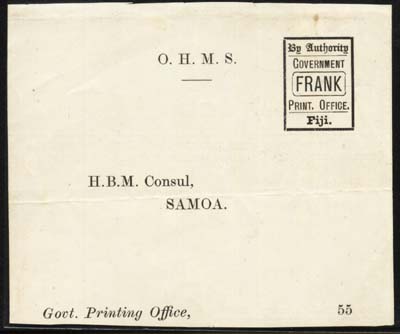 O. H. M. S.
By Authority
GOVERNMENT
FRANK
PRINT. OFFICE.
Fiji.
H.B.M. Consul,
SAMOA.
Govt. Printing Office,
55